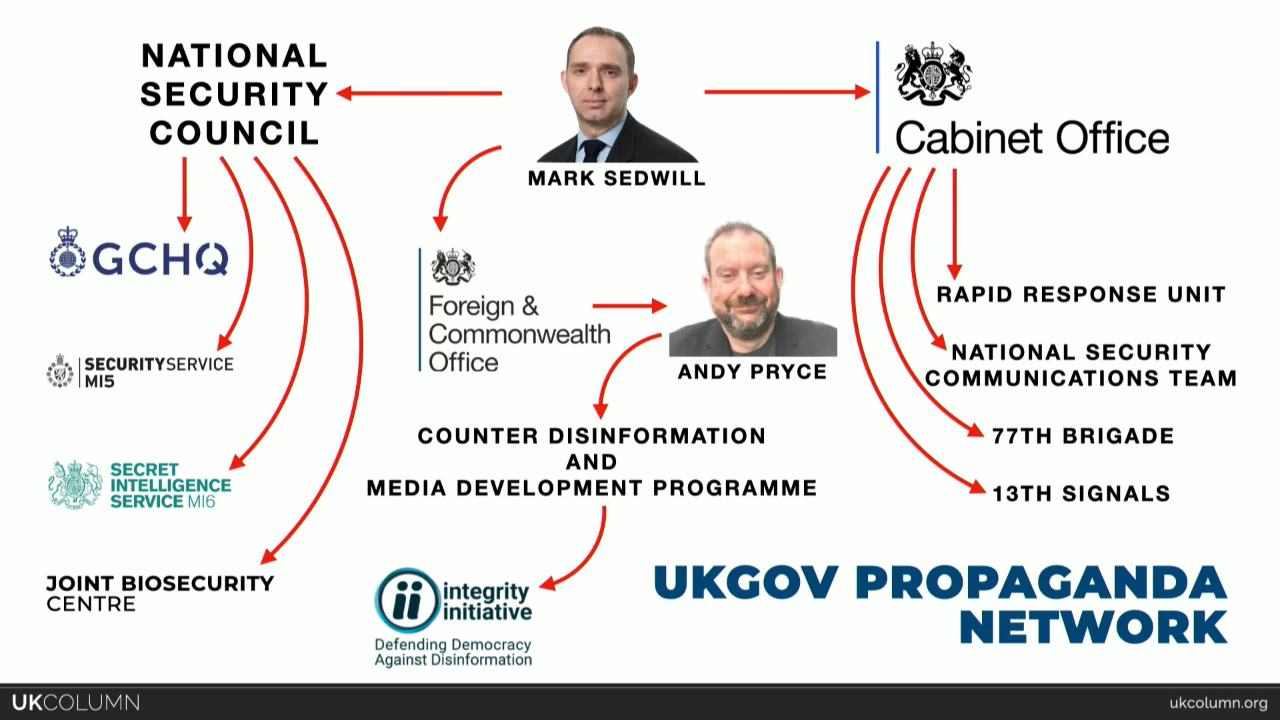 NATIONAL
SECURITY
COUNCIL
MARK SEDWILL
Cabinet Office
GCHQ
SECURITYSERVICE
MI5
SECRET
INTELLIGENCE
SERVICE MI6
JOINT BIOSECURITY
CENTRE
Foreign &
Commonwealth
Office
ANDY PRYCE
COUNTER DISINFORMATION
AND
MEDIA DEVELOPMENT PROGRAMME
ii integrity
initiative
Defending Democracy
Against Disinformation
RAPID RESPONSE UNIT
NATIONAL SECURITY
COMMUNICATIONS TEAM
77TH BRIGADE
13TH SIGNALS
UKGOV PROPAGANDA
NETWORK
UKCOLUMN
ukcolumn.org